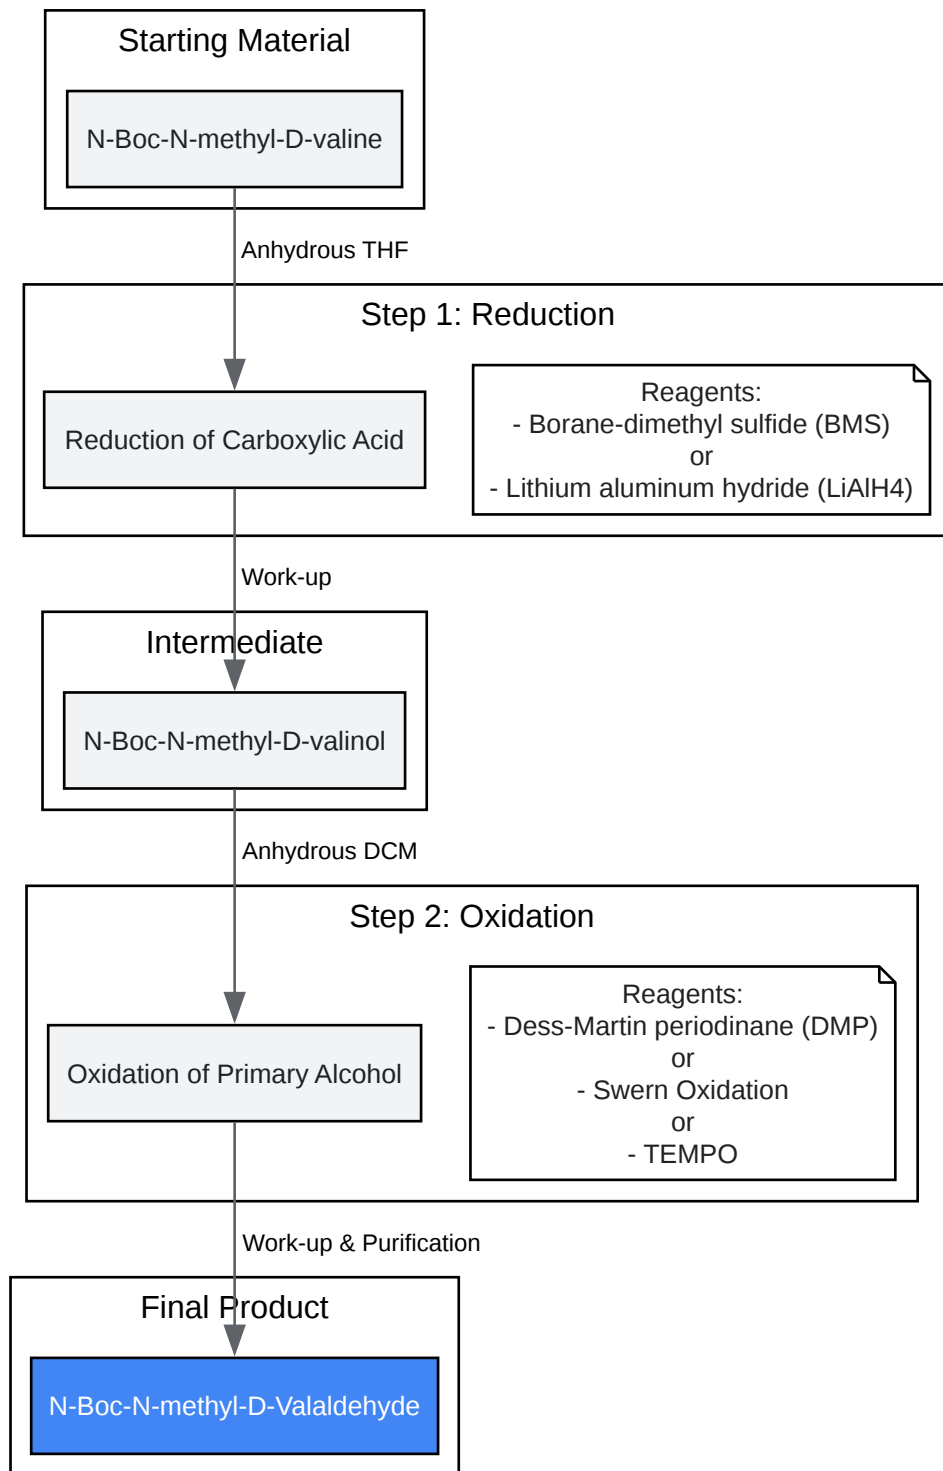 Starting Material
N-Boc-N-methyl-D-valine
Anhydrous THF
Step 1: Reduction
Reduction of Carboxylic Acid
Reagents:
- Borane-dimethyl sulfide (BMS)
or
- Lithium aluminum hydride (LiAlH4)
Work-up
Intermediate
N-Boc-N-methyl-D-valinol
Anhydrous DCM
Step 2: Oxidation
Oxidation of Primary Alcohol
Reagents:
- Dess-Martin periodinane (DMP)
or
- Swern Oxidation
or
- TEMPO
Work-up & Purification
Final Product
N-Boc-N-methyl-D-Valaldehyde